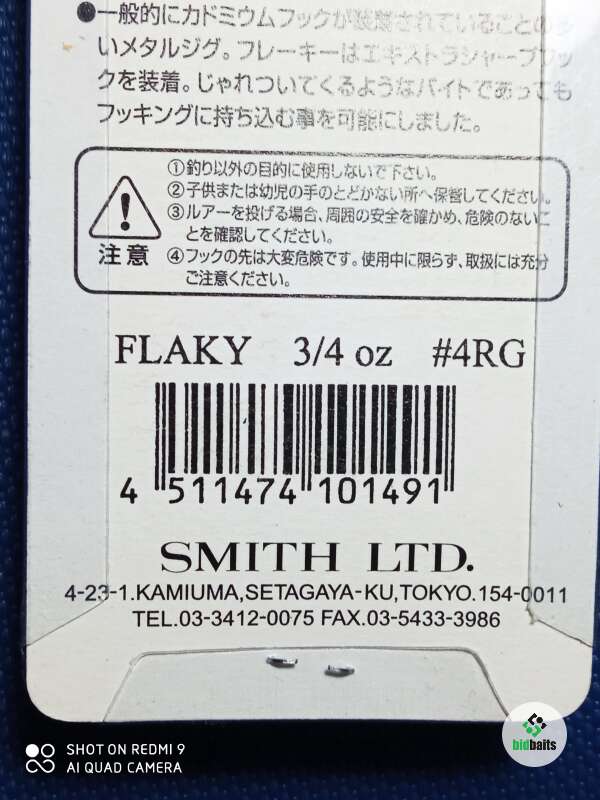 ●一般的にカドミウムフックが装着されていることの多
いメタルジグ。フレーキーはエキストラシャープフッ
クを装着。じゃれついてくるようなバイトであっても
フッキングに持ち込む事を可能にしました。
注意
①釣り以外の目的に使用しないで下さい。
②子供または幼児の手のとどかない所へ保管してください。
③ルアーを投げる場合、周囲の安全を確かめ、危険のないこ
とを確認してください。
④フックの先は大変危険です。使用中に限らず、取扱には充分
ご注意ください。
FLAKY 3/4 oz #4RG
4 511474 101491
SMITH LTD.
4-23-1.KAMIUMA,SETAGAYA-KU,TOKYO.154-0011
TEL.03-3412-0075 FAX.03-5433-3986
SHOT ON REDMI 9
AI QUAD CAMERA
bidbaits